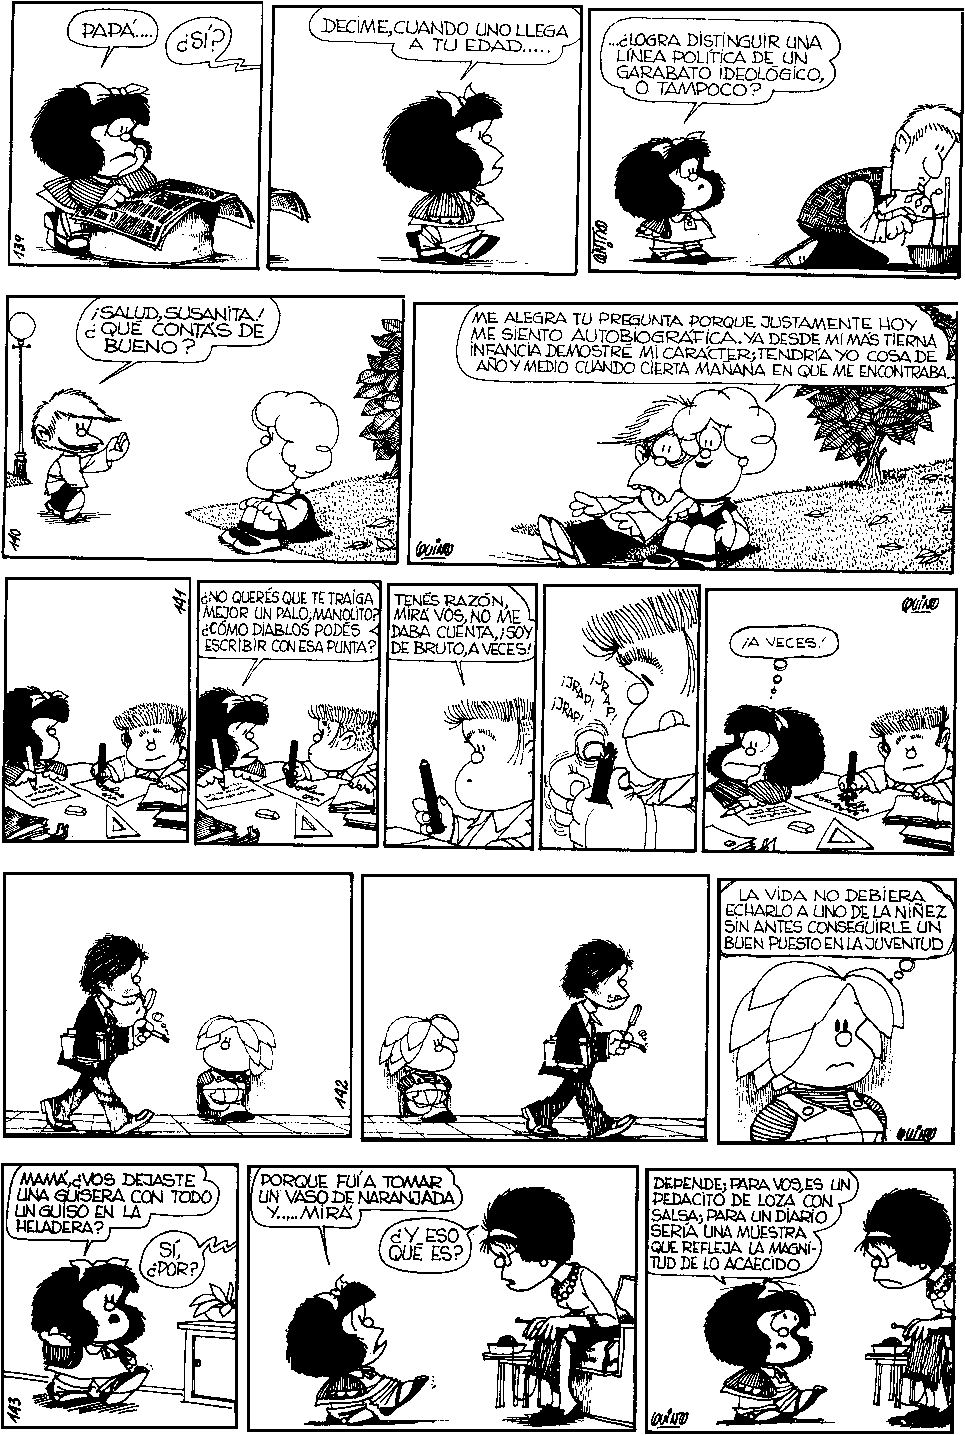 PAPÁ....
¿SÍ?
DECIME, CUANDO UNO LLEGA
A TU EDAD.....
...¿LOGRA DISTINGUIR UNA
LÍNEA POLÍTICA DE UN
GARABATO IDEOLÓGICO,
O TAMPOCO?
139
QUINO
¡SALUD, SUSANITA!
¿QUÉ CONTÁS DE
BUENO?
140
ME ALEGRA TU PREGUNTA PORQUE JUSTAMENTE HOY
ME SIENTO AUTOBIOGRÁFICA. YA DESDE MI MÁS TIERNA
INFANCIA DEMOSTRÉ MI CARÁCTER; TENDRÍA YO COSA DE
AÑO Y MEDIO CUANDO CIERTA MAÑANA EN QUE ME ENCONTRABA..
QUINO
141
¿NO QUERÉS QUE TE TRAIGA
MEJOR UN PALO, MANOLITO?
¿CÓMO DIABLOS PODÉS
ESCRIBIR CON ESA PUNTA?
TENÉS RAZÓN,
MIRÁ VOS, NO ME
DABA CUENTA, ¡SOY
DE BRUTO, A VECES!
¡JRAP!
¡JRAP!
¡JRAP!
¡JRAP!
QUINO
¡A VECES!
142
LA VIDA NO DEBIERA
ECHARLO A UNO DE LA NIÑEZ
SIN ANTES CONSEGUIRLE UN
BUEN PUESTO EN LA JUVENTUD
QUINO
MAMÁ, ¿VOS DEJASTE
UNA GUISERA CON TODO
UN GUISO EN LA
HELADERA?
SÍ,
¿POR?
143
PORQUE FUÍ A TOMAR
UN VASO DE NARANJADA
Y..... MIRÁ
¿Y ESO
QUÉ ES?
DEPENDE; PARA VOS, ES UN
PEDACITO DE LOZA CON
SALSA; PARA UN DIARIO
SERÍA UNA MUESTRA
QUE REFLEJA LA MAGNI-
TUD DE LO ACAECIDO
QUINO